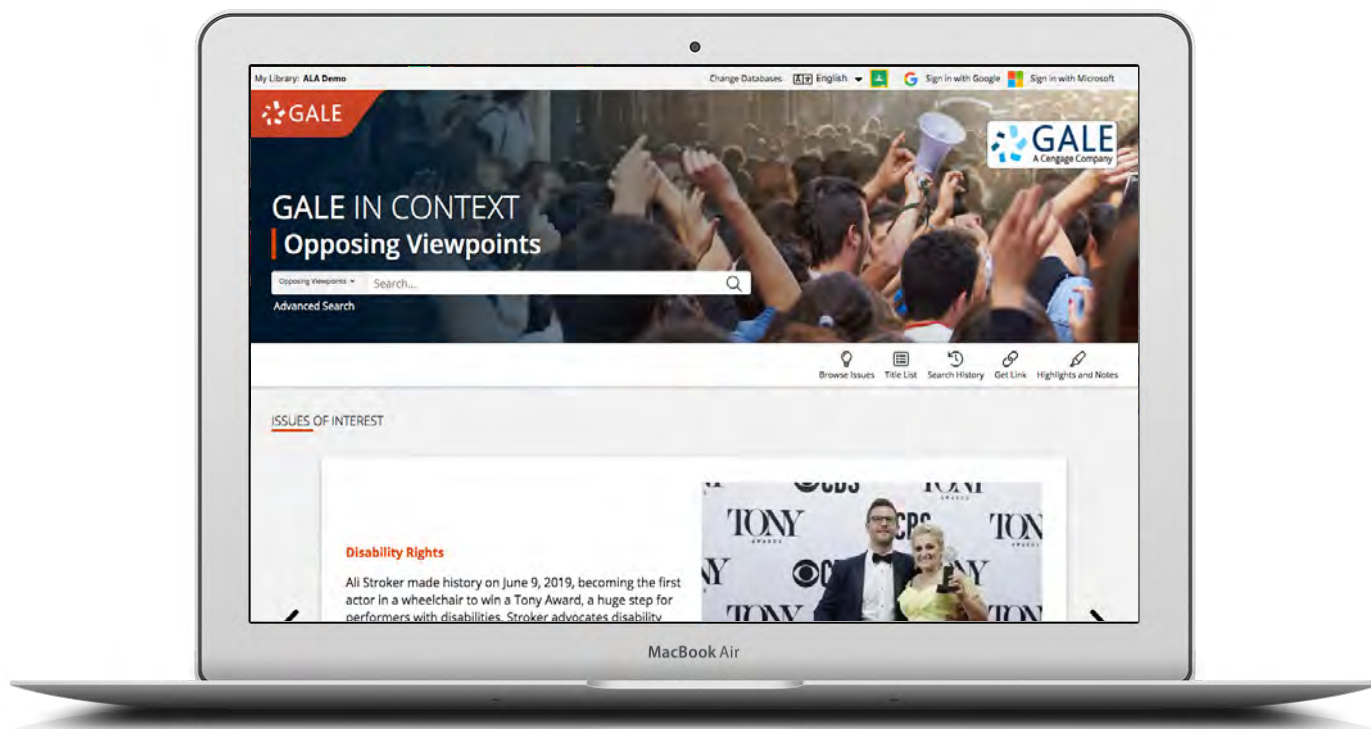 My Library: ALA Demo
Change Databases
English
Sign in with Google
Sign in with Microsoft
GALE
GALE
A Cengage Company
GALE IN CONTEXT
Opposing Viewpoints
Opposing Viewpoints
Search...
Advanced Search
Browse Issues
Title List
Search History
Get Link
Highlights and Notes
ISSUES OF INTEREST
CBS
TONY
CBS
TON
AWARDS
Disability Rights
Ali Stroker made history on June 9, 2019, becoming the first
actor in a wheelchair to win a Tony Award, a huge step for
performers with disabilities. Stroker advocates disability
TONY
TON
MacBook Air